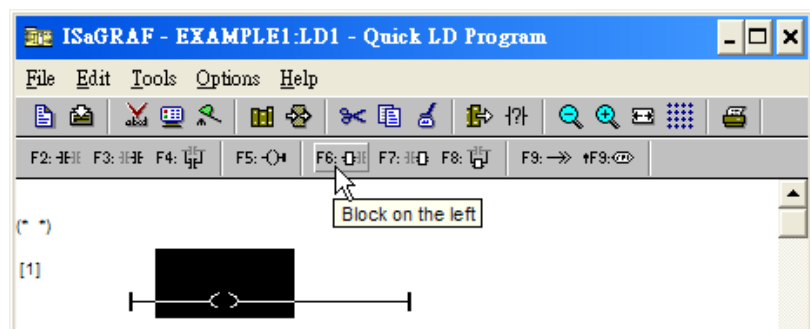 ISaGRAF - EXAMPLE1:LD1 - Quick LD Program
File Edit Tools Options Help
F2: F3: F4: F5: F6: F7: F8: F9: ↑F9:
Block on the left
(* *)
[1]